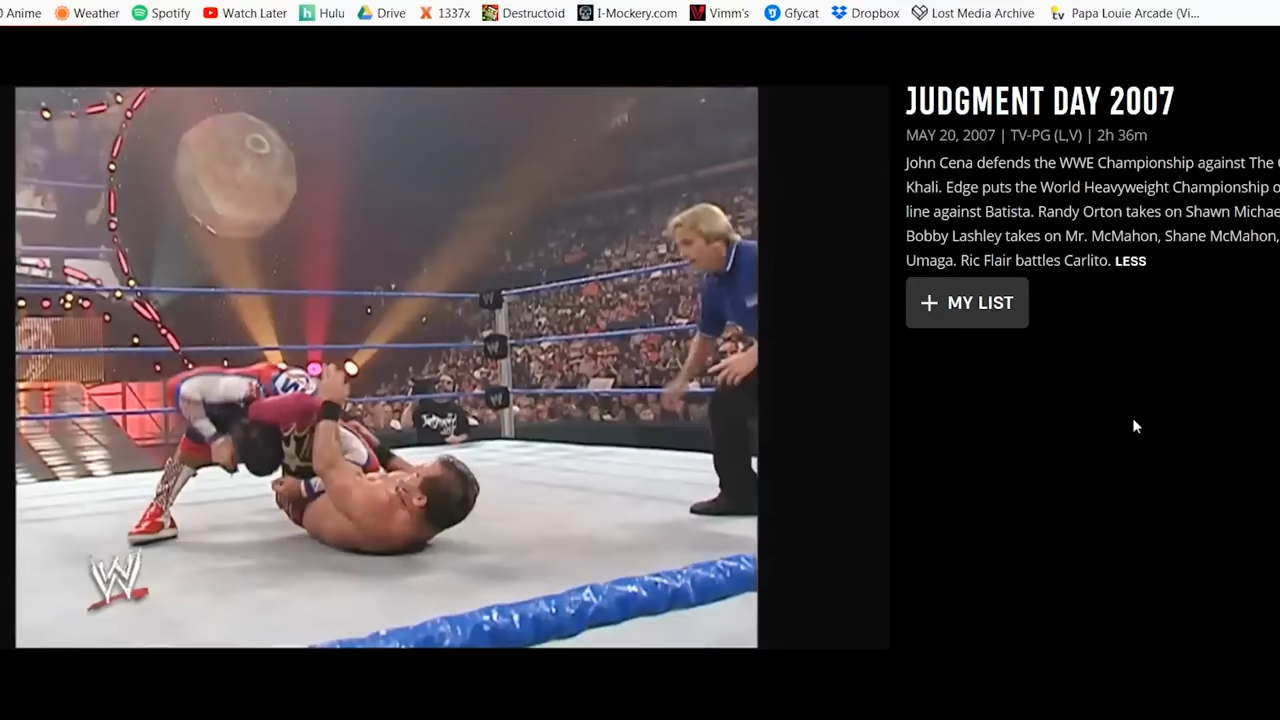 Anime
Weather
Spotify
Watch Later
Hulu
Drive
1337x
Destructoid
I-Mockery.com
Vimm's
Gfycat
Dropbox
Lost Media Archive
tv
Papa Louie Arcade (Vi...
JUDGMENT DAY 2007
MAY 20, 2007 | TV-PG (L,V) | 2h 36m
John Cena defends the WWE Championship against The
Khali. Edge puts the World Heavyweight Championship
line against Batista. Randy Orton takes on Shawn Michae
Bobby Lashley takes on Mr. McMahon, Shane McMahon,
Umaga. Ric Flair battles Carlito. LESS
+ MY LIST
W
W
W
W